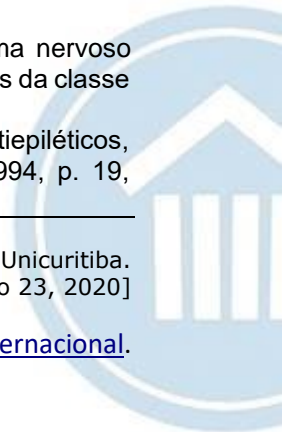 na nervoso
s da classe
tiepiléticos,
994, p. 19,
Unicuritiba.
o 23, 2020]
ernacional.